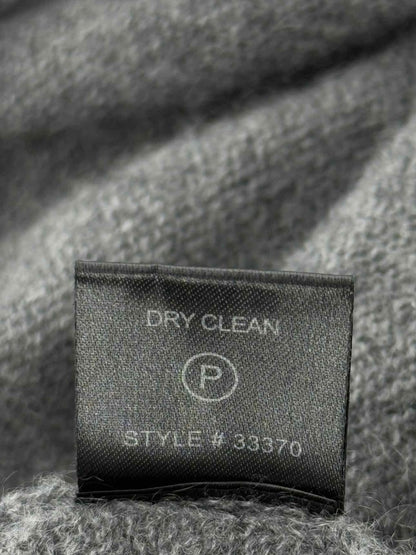 DRY CLEAN
P
STYLE # 33370